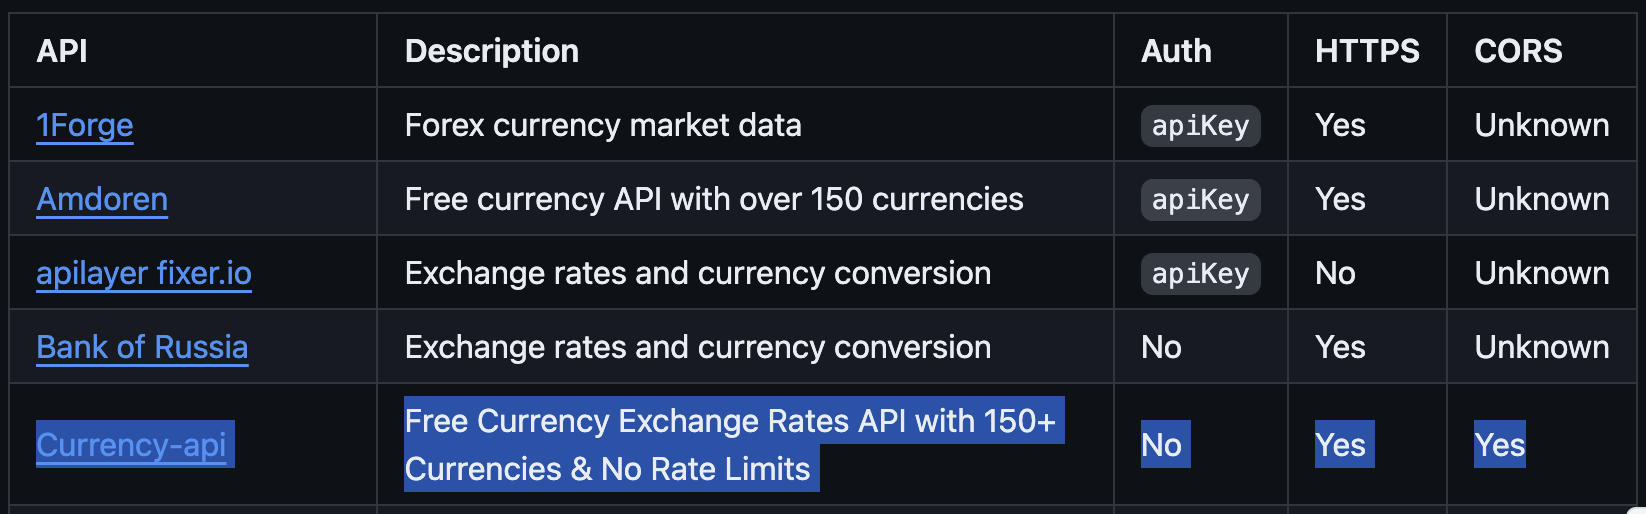 API Description Auth HTTPS CORS
1Forge Forex currency market data apiKey Yes Unknown
Amdoren Free currency API with over 150 currencies apiKey Yes Unknown
apilayer fixer.io Exchange rates and currency conversion apiKey No Unknown
Bank of Russia Exchange rates and currency conversion No Yes Unknown
Currency-api Free Currency Exchange Rates API with 150+ No Yes Yes
Currencies & No Rate Limits